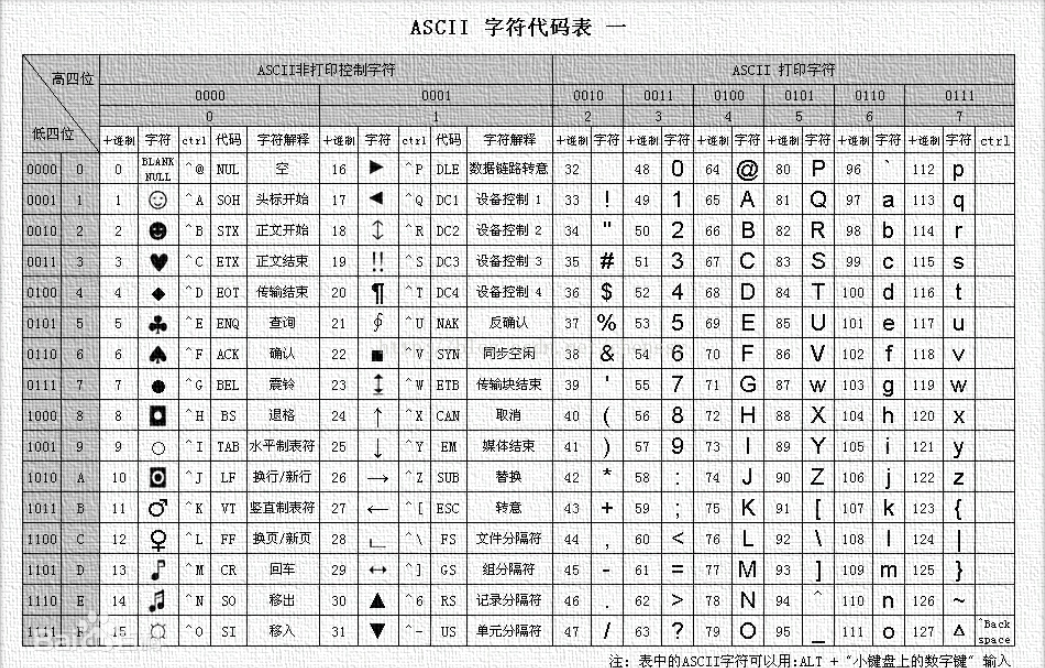 ASCII 字符代码表 一
高四位 ASCII非打印控制字符 ASCII 打印字符
0000 0001 0010 0011 0100 0101 0110 0111
0 1 2 3 4 5 6 7
低四位 十进制 字符 ctrl 代码 字符解释 十进制 字符 ctrl 代码 字符解释 十进制 字符 十进制 字符 十进制 字符 十进制 字符 十进制 字符 十进制 字符 ctrl
0000 0 0 BLANK NULL ^@ NUL 空 16 ► ^P DLE 数据链路转意 32 48 0 64 @ 80 P 96 ` 112 p
0001 1 1 ☺ ^A SOH 头标开始 17 ◄ ^Q DC1 设备控制 1 33 ! 49 1 65 A 81 Q 97 a 113 q
0010 2 2 ☻ ^B STX 正文开始 18 ↕ ^R DC2 设备控制 2 34 " 50 2 66 B 82 R 98 b 114 r
0011 3 3 ♥ ^C ETX 正文结束 19 ‼ ^S DC3 设备控制 3 35 # 51 3 67 C 83 S 99 c 115 s
0100 4 4 ♦ ^D EOT 传输结束 20 ¶ ^T DC4 设备控制 4 36 $ 52 4 68 D 84 T 100 d 116 t
0101 5 5 ♣ ^E ENQ 查询 21 ∮ ^U NAK 反确认 37 % 53 5 69 E 85 U 101 e 117 u
0110 6 6 ♠ ^F ACK 确认 22 ■ ^V SYN 同步空闲 38 & 54 6 70 F 86 V 102 f 118 v
0111 7 7 ● ^G BEL 震铃 23 ↨ ^W ETB 传输块结束 39 ' 55 7 71 G 87 w 103 g 119 w
1000 8 8 ◘ ^H BS 退格 24 ↑ ^X CAN 取消 40 ( 56 8 72 H 88 X 104 h 120 x
1001 9 9 ○ ^I TAB 水平制表符 25 ↓ ^Y EM 媒体结束 41 ) 57 9 73 I 89 Y 105 i 121 y
1010 A 10 ◙ ^J LF 换行/新行 26 → ^Z SUB 替换 42 * 58 : 74 J 90 Z 106 j 122 z
1011 B 11 ♂ ^K VT 竖直制表符 27 ← ^[ ESC 转意 43 + 59 ; 75 K 91 [ 107 k 123 {
1100 C 12 ♀ ^L FF 换页/新页 28 ∟ ^\ FS 文件分隔符 44 , 60 < 76 L 92 \ 108 l 124 |
1101 D 13 ♪ ^M CR 回车 29 ↔ ^] GS 组分隔符 45 - 61 = 77 M 93 ] 109 m 125 }
1110 E 14 ♫ ^N SO 移出 30 ▲ ^6 RS 记录分隔符 46 . 62 > 78 N 94 ^ 110 n 126 ~
1111 F 15 ☼ ^O SI 移入 31 ▼ ^- US 单元分隔符 47 / 63 ? 79 O 95 _ 111 o 127 Δ ^Back space
注: 表中的ASCII字符可以用:ALT + "小键盘上的数字键" 输入